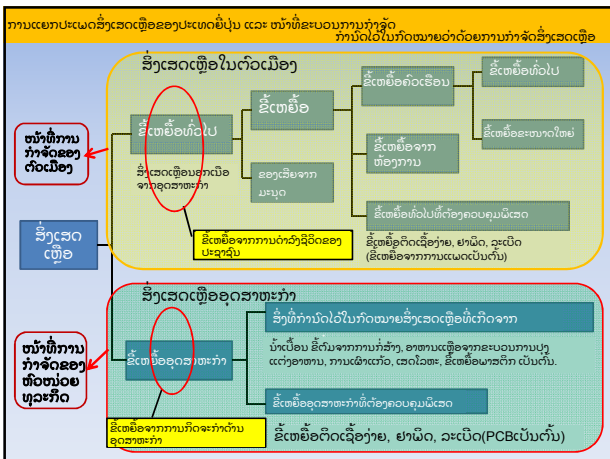 ການແຍກປະເພດສິ່ງເສດເຫຼືອຂອງປະເທດຍີ່ປຸ່ນ ແລະ ໜ້າທີ່ຂະບວນການກຳຈັດ
ກຳນົດໄວ້ໃນກົດໝາຍວ່າດ້ວຍການກຳຈັດສິ່ງເສດເຫຼືອ
ສິ່ງເສດເຫຼືອໃນຕົວເມືອງ
ຂີ້ເຫຍື້ອທົ່ວໄປ
ຂີ້ເຫຍື້ອ
ຂີ້ເຫຍື້ອຄົວເຮືອນ
ຂີ້ເຫຍື້ອທົ່ວໄປ
ຂີ້ເຫຍື້ອຂະໜາດໃຫຍ່
ຂີ້ເຫຍື້ອຈາກ
ຫ້ອງການ
ໜ້າທີ່ການ
ກຳຈັດຂອງ
ຕົວເມືອງ
ສິ່ງເສດເຫຼືອນອກເໜືອ
ຈາກອຸດສາຫະກຳ
ຂອງເສຍຈາກ
ມະນຸດ
ຂີ້ເຫຍື້ອທົ່ວໄປທີ່ຕ້ອງຄວບຄຸມພິເສດ
ຂີ້ເຫຍື້ອຈາກການດຳລົງຊີວິດຂອງ
ປະຊາຊົນ
ຂີ້ເຫຍື້ອຕິດເຊື້ອງ່າຍ, ຢາພິດ, ລະເບີດ
(ຂີ້ເຫຍື້ອຈາກການແພດເປັນຕົ້ນ)
ສິ່ງເສດ
ເຫຼືອ
ສິ່ງເສດເຫຼືອອຸດສາຫະກຳ
ສິ່ງທີ່ກຳນົດໄວ້ໃນກົດໝາຍສິ່ງເສດເຫຼືອທີ່ເກີດຈາກ
ນ້ຳເປື້ອນ ຂີ້ຕົມຈາກການກໍ່ສ້າງ, ອາຫານເຫຼືອຈາກຂະບວນການປຸງ
ແຕ່ງອາຫານ, ການເຜົາແກ້ວ, ເສດໂລຫະ, ຂີ້ເຫຍື້ອພາສຕິກ ເປັນຕົ້ນ.
ໜ້າທີ່ການ
ກຳຈັດຂອງ
ຫົວໜ່ວຍ
ທຸລະກິດ
ຂີ້ເຫຍື້ອອຸດສາຫະກຳ
ຂີ້ເຫຍື້ອອຸດສາຫະກຳທີ່ຕ້ອງຄວບຄຸມພິເສດ
ຂີ້ເຫຍື້ອຈາກການກິດຈະກຳດ້ານ
ອຸດສາຫະກຳ
ຂີ້ເຫຍື້ອຕິດເຊື້ອງ່າຍ, ຢາພິດ, ລະເບີດ(PCBເປັນຕົ້ນ)